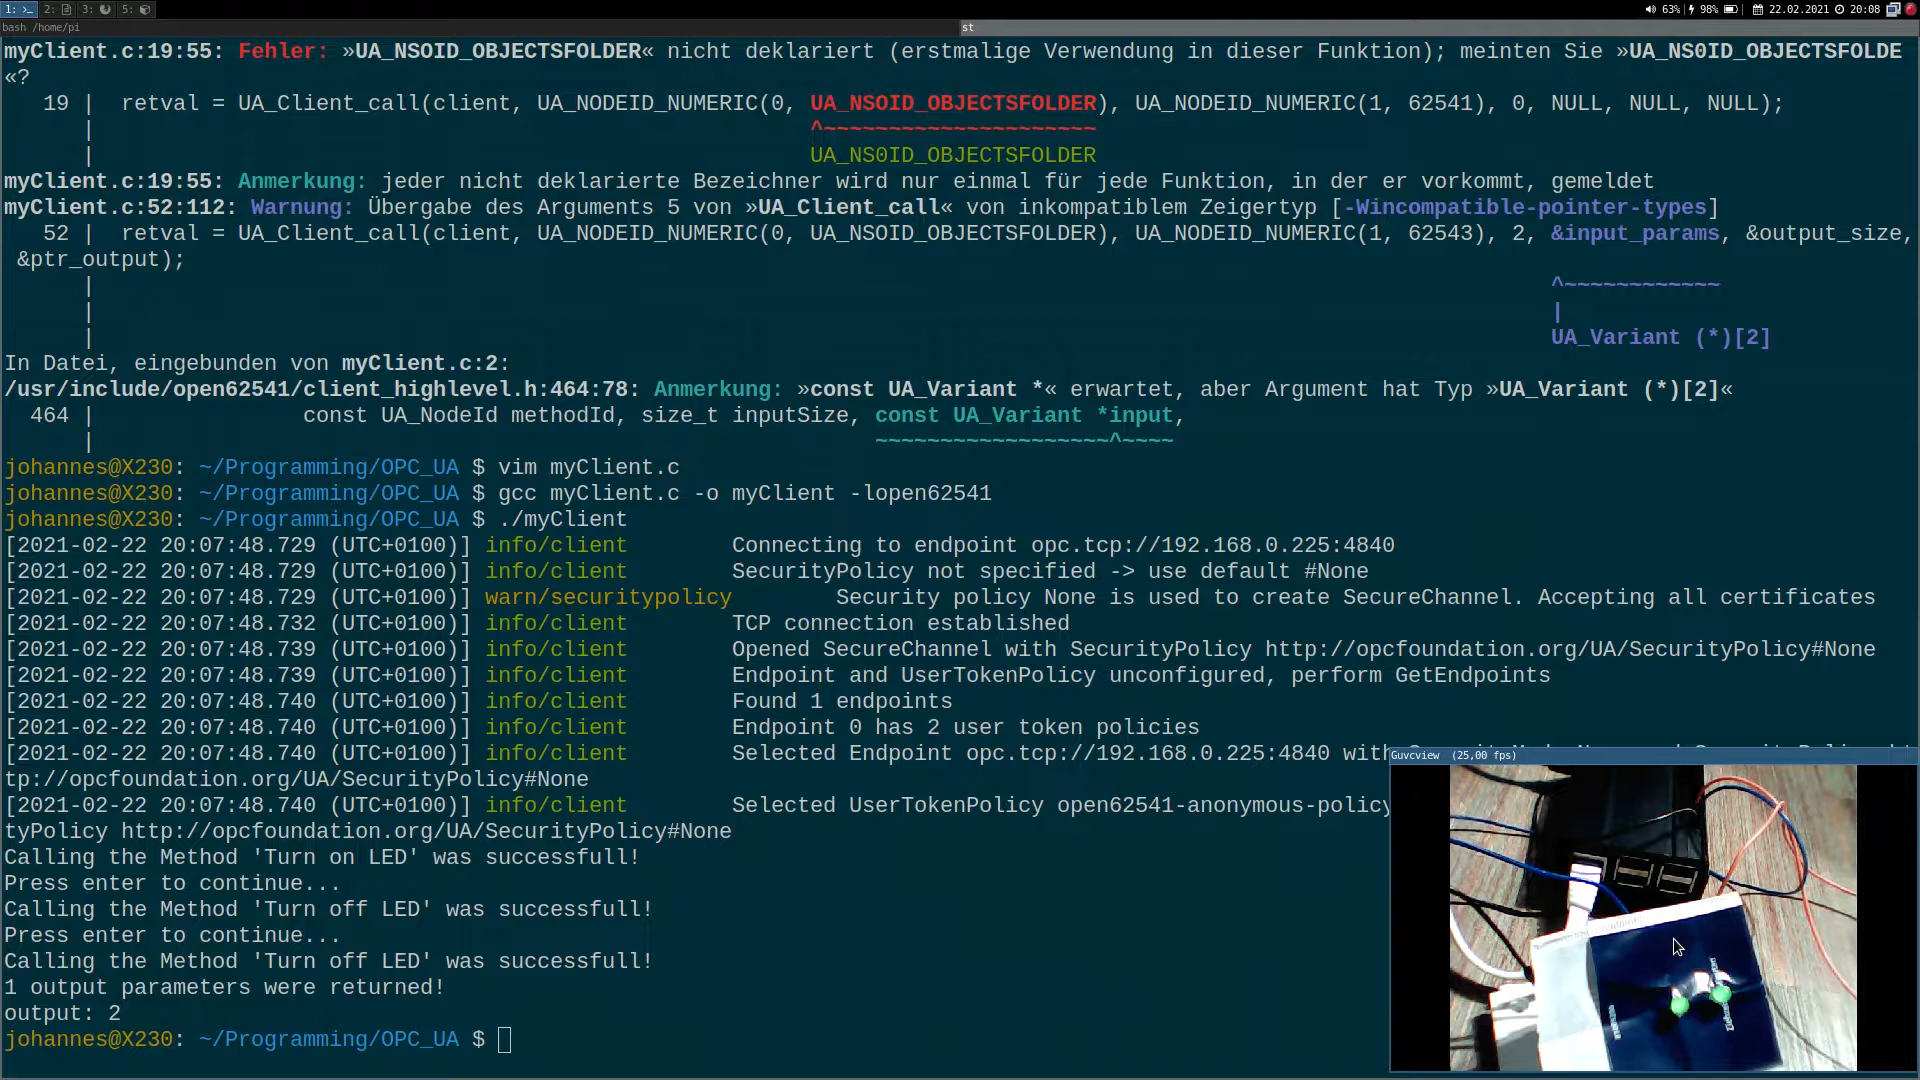 1: 2: 3: 5: 63% 98% 22.02.2021 20:08
bash /home/pi st
myClient.c:19:55: Fehler: »UA_NSOID_OBJECTSFOLDER« nicht deklariert (erstmalige Verwendung in dieser Funktion); meinten Sie »UA_NS0ID_OBJECTSFOLDE
«?
19 | retval = UA_Client_call(client, UA_NODEID_NUMERIC(0, UA_NSOID_OBJECTSFOLDER), UA_NODEID_NUMERIC(1, 62541), 0, NULL, NULL, NULL);
| ^~~~~~~~~~~~~~~~~~~~~~
| UA_NS0ID_OBJECTSFOLDER
myClient.c:19:55: Anmerkung: jeder nicht deklarierte Bezeichner wird nur einmal für jede Funktion, in der er vorkommt, gemeldet
myClient.c:52:112: Warnung: Übergabe des Arguments 5 von »UA_Client_call« von inkompatiblem Zeigertyp [-Wincompatible-pointer-types]
52 | retval = UA_Client_call(client, UA_NODEID_NUMERIC(0, UA_NSOID_OBJECTSFOLDER), UA_NODEID_NUMERIC(1, 62543), 2, &input_params, &output_size,
&ptr_output);
| ^~~~~~~~~~~~~
| |
| UA_Variant (*)[2]
In Datei, eingebunden von myClient.c:2:
/usr/include/open62541/client_highlevel.h:464:78: Anmerkung: »const UA_Variant *« erwartet, aber Argument hat Typ »UA_Variant (*)[2]«
464 | const UA_NodeId methodId, size_t inputSize, const UA_Variant *input,
| ~~~~~~~~~~~~~~~~~~^~~~~
johannes@X230: ~/Programming/OPC_UA $ vim myClient.c
johannes@X230: ~/Programming/OPC_UA $ gcc myClient.c -o myClient -lopen62541
johannes@X230: ~/Programming/OPC_UA $ ./myClient
[2021-02-22 20:07:48.729 (UTC+0100)] info/client Connecting to endpoint opc.tcp://192.168.0.225:4840
[2021-02-22 20:07:48.729 (UTC+0100)] info/client SecurityPolicy not specified -> use default #None
[2021-02-22 20:07:48.729 (UTC+0100)] warn/securitypolicy Security policy None is used to create SecureChannel. Accepting all certificates
[2021-02-22 20:07:48.732 (UTC+0100)] info/client TCP connection established
[2021-02-22 20:07:48.739 (UTC+0100)] info/client Opened SecureChannel with SecurityPolicy http://opcfoundation.org/UA/SecurityPolicy#None
[2021-02-22 20:07:48.739 (UTC+0100)] info/client Endpoint and UserTokenPolicy unconfigured, perform GetEndpoints
[2021-02-22 20:07:48.740 (UTC+0100)] info/client Found 1 endpoints
[2021-02-22 20:07:48.740 (UTC+0100)] info/client Endpoint 0 has 2 user token policies
[2021-02-22 20:07:48.740 (UTC+0100)] info/client Selected Endpoint opc.tcp://192.168.0.225:4840 with
Guvcview (25,00 fps)
tp://opcfoundation.org/UA/SecurityPolicy#None
[2021-02-22 20:07:48.740 (UTC+0100)] info/client Selected UserTokenPolicy open62541-anonymous-policy
tyPolicy http://opcfoundation.org/UA/SecurityPolicy#None
Calling the Method 'Turn on LED' was successfull!
Press enter to continue...
Calling the Method 'Turn off LED' was successfull!
Press enter to continue...
Calling the Method 'Turn off LED' was successfull!
1 output parameters were returned!
output: 2
johannes@X230: ~/Programming/OPC_UA $